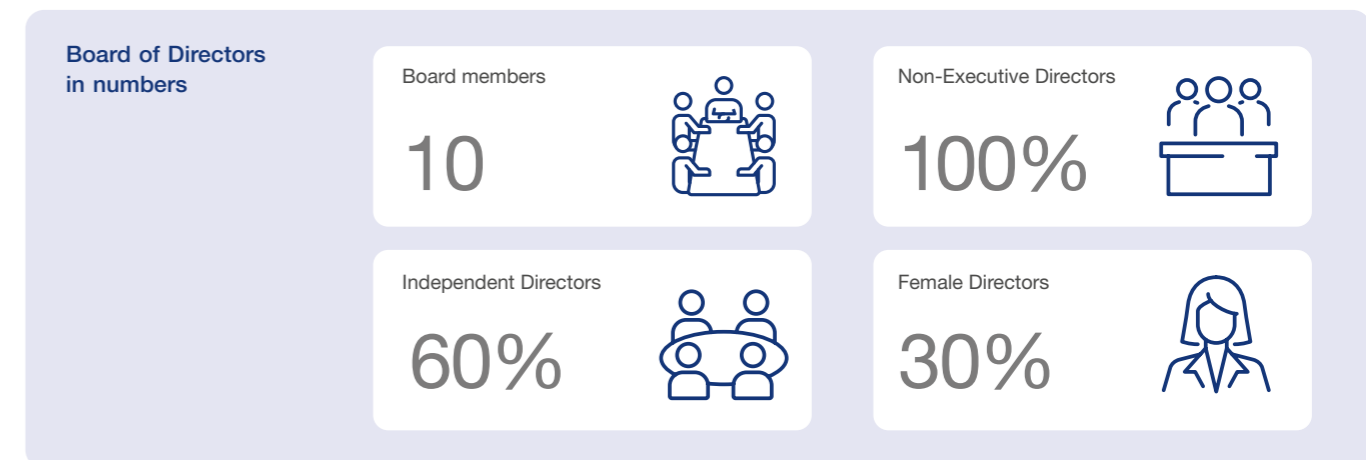 Board of Directors
in numbers
Board members
10
Non-Executive Directors
100%
Independent Directors
60%
Female Directors
30%